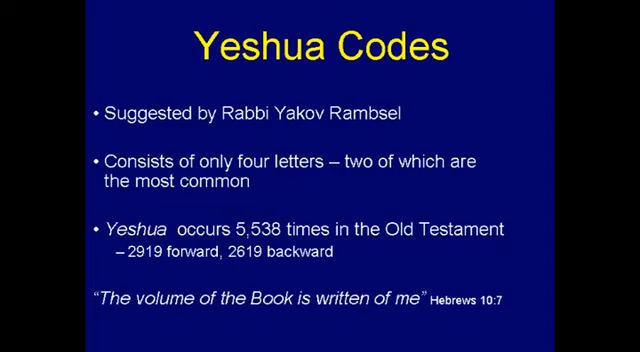 Yeshua Codes
• Suggested by Rabbi Yakov Rambsel
• Consists of only four letters – two of which are
the most common
• Yeshua occurs 5,538 times in the Old Testament
– 2919 forward, 2619 backward
“The volume of the Book is written of me” Hebrews 10:7